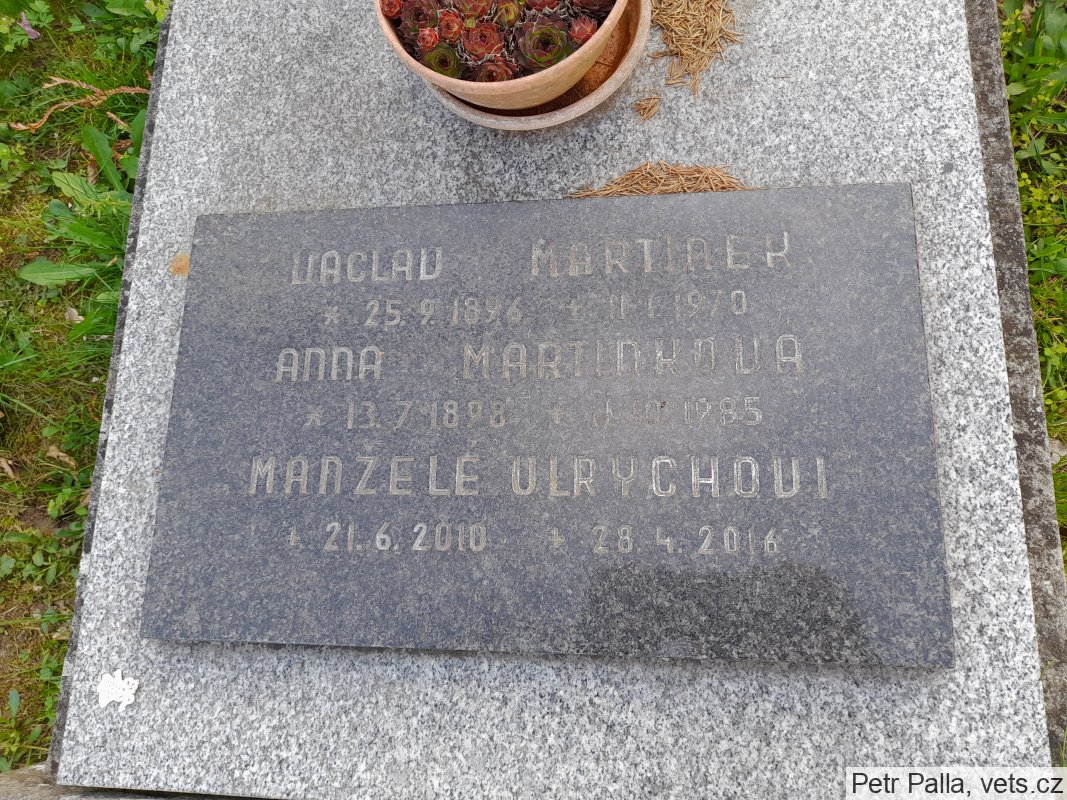 VACLAV MARTINEK
* 25.9.1896 + 11.1.1970
ANNA MARTINKOVÁ
* 13.7.1898 + 11.10.1985
MANŽELÉ ULRYCHOVI
+ 21.6.2010 + 28.4.2016
Petr Palla, vets.cz